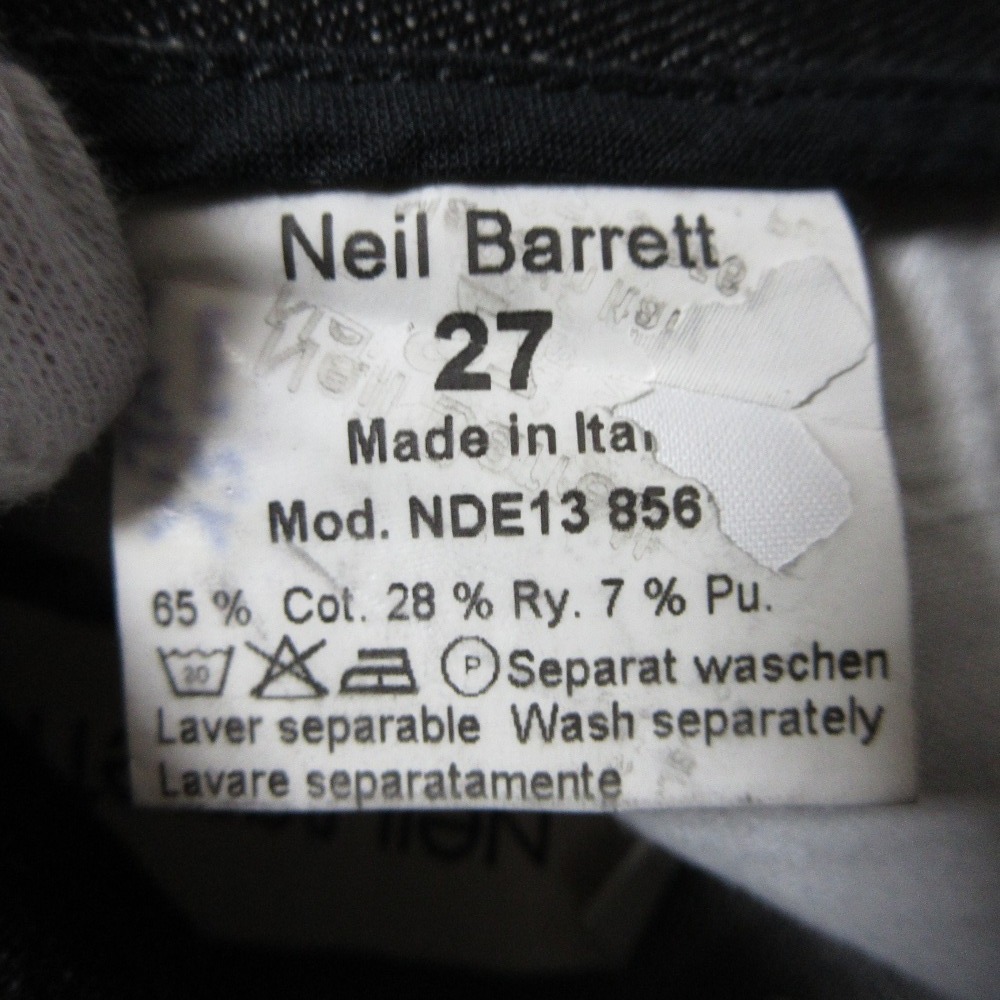 Neil Barrett
27
Made in Ita
Mod. NDE13 856
65 % Cot. 28 % Ry. 7 % Pu.
30 P Separat waschen
Laver separable Wash separately
Lavare separatamente